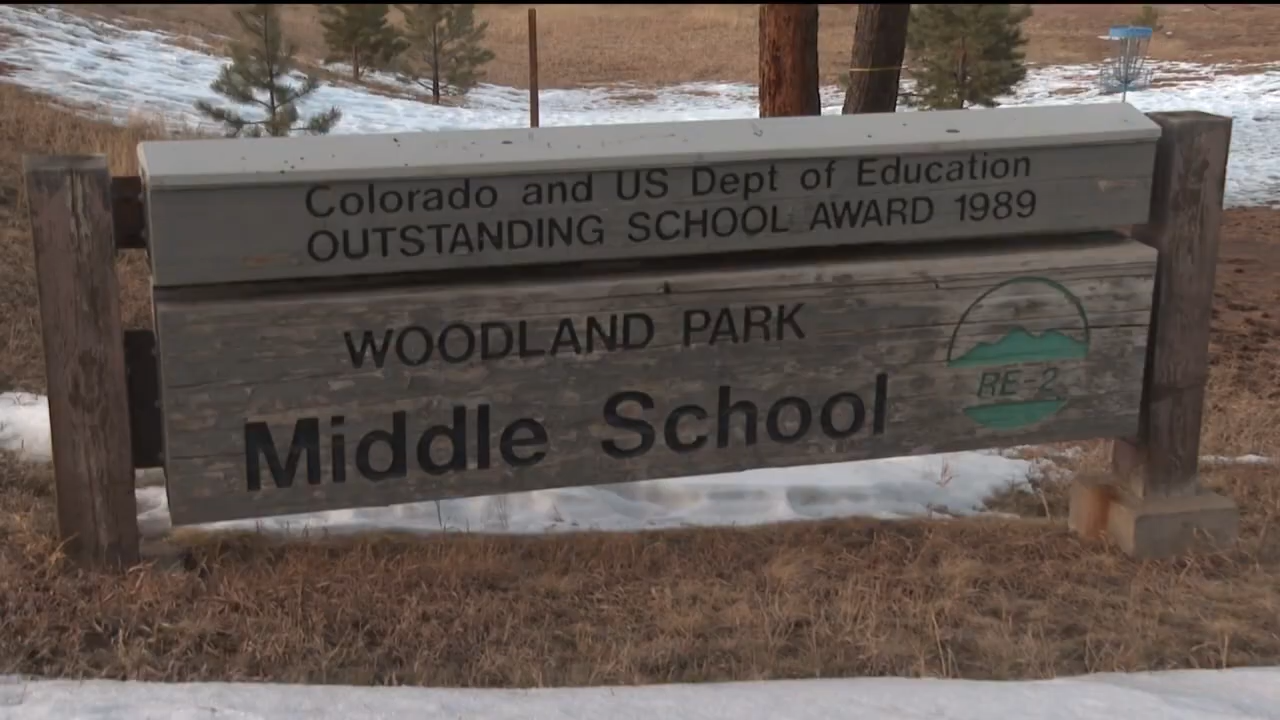 Colorado and US Dept of Education
OUTSTANDING SCHOOL AWARD 1989
WOODLAND PARK
Middle School
RE-2